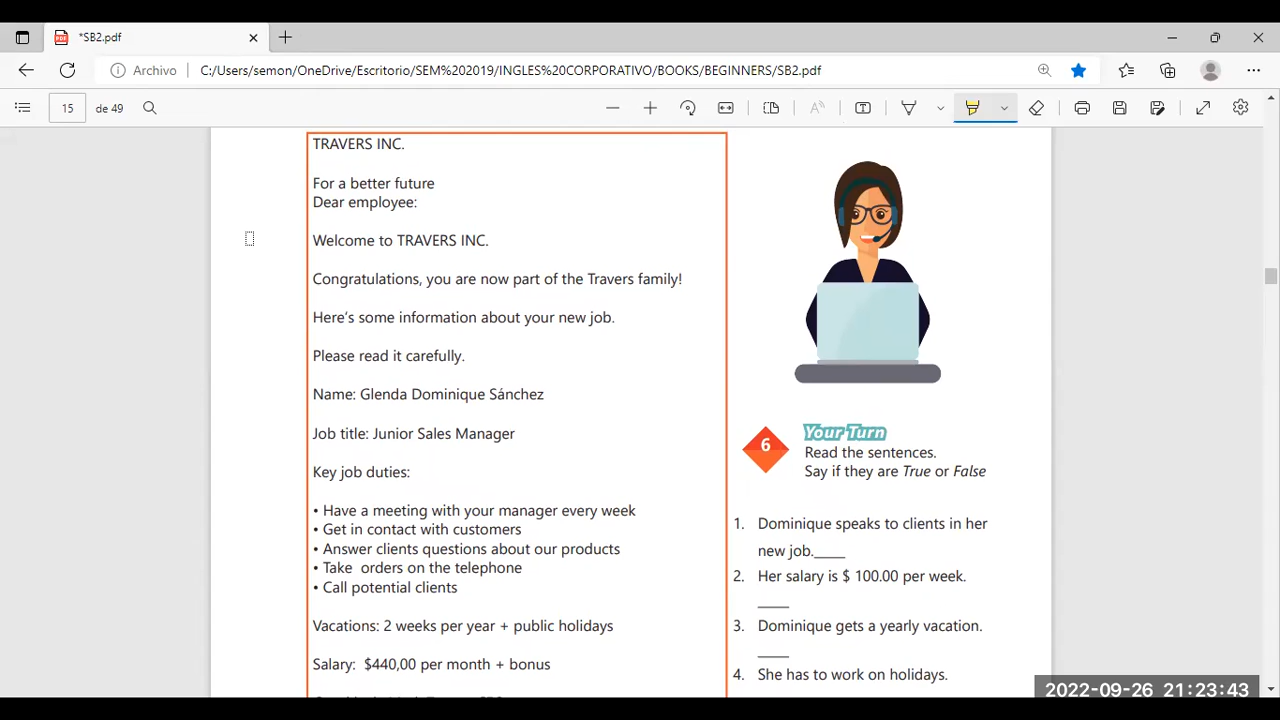 *SB2.pdf
Archivo
C:/Users/semon/OneDrive/Escritorio/SEM%202019/INGLES%20CORPORATIVO/BOOKS/BEGINNERS/SB2.pdf
15
de 49
TRAVERS INC.
For a better future
Dear employee:
Welcome to TRAVERS INC.
Congratulations, you are now part of the Travers family!
Here's some information about your new job.
Please read it carefully.
Name: Glenda Dominique Sánchez
Job title: Junior Sales Manager
Key job duties:
• Have a meeting with your manager every week
• Get in contact with customers
• Answer clients questions about our products
• Take  orders on the telephone
• Call potential clients
Vacations: 2 weeks per year + public holidays
Salary:  $440,00 per month + bonus
6
Your Turn
Read the sentences.
Say if they are True or False
1. Dominique speaks to clients in her
new job.____
2. Her salary is $ 100.00 per week.
____
3. Dominique gets a yearly vacation.
____
4. She has to work on holidays.
2022-09-26 21:23:43